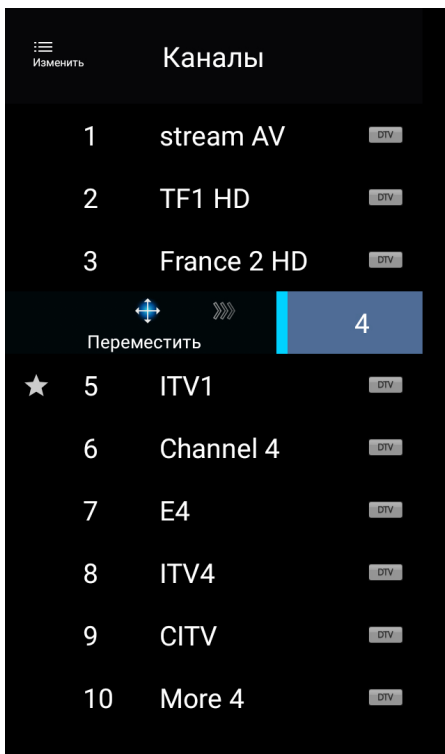 Изменить
Каналы
1 stream AV DTV
2 TF1 HD DTV
3 France 2 HD DTV
Переместить 4
5 ITV1 DTV
6 Channel 4 DTV
7 E4 DTV
8 ITV4 DTV
9 CITV DTV
10 More 4 DTV